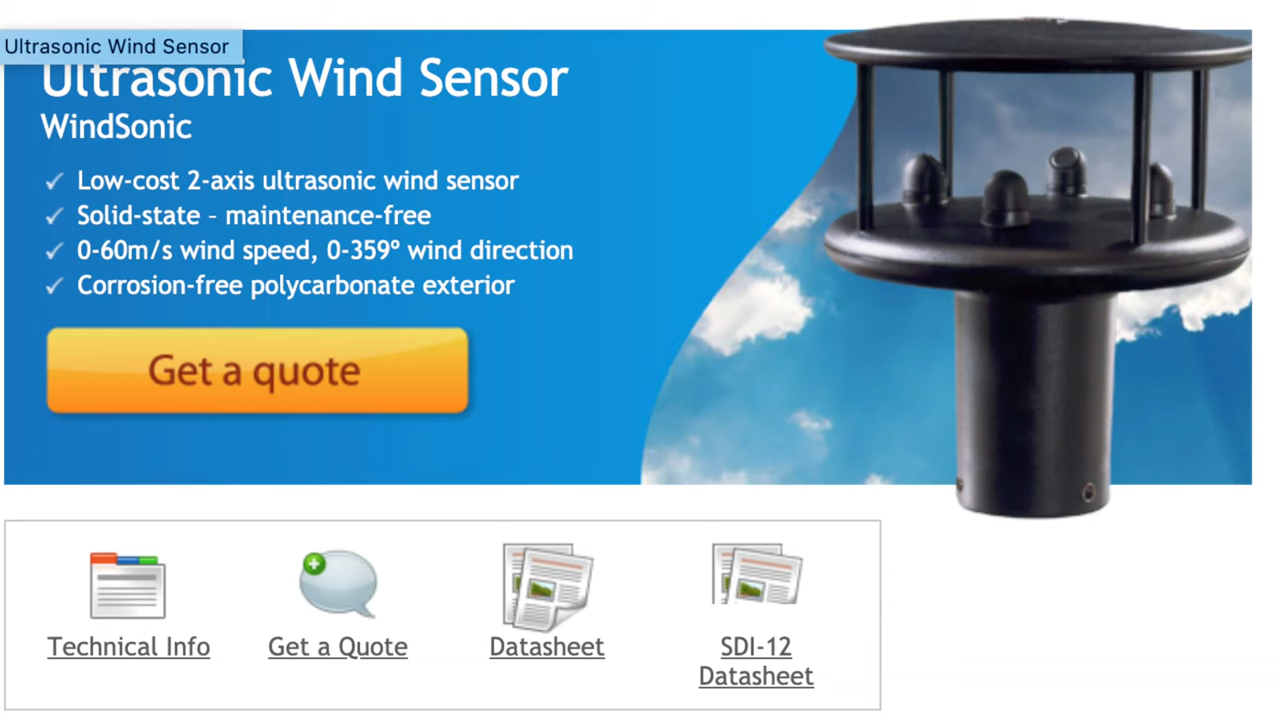 Ultrasonic Wind Sensor
Ultrasonic Wind Sensor
WindSonic
Low-cost 2-axis ultrasonic wind sensor
Solid-state – maintenance-free
0-60m/s wind speed, 0-359º wind direction
Corrosion-free polycarbonate exterior
Get a quote
Technical Info
Get a Quote
Datasheet
SDI-12
Datasheet